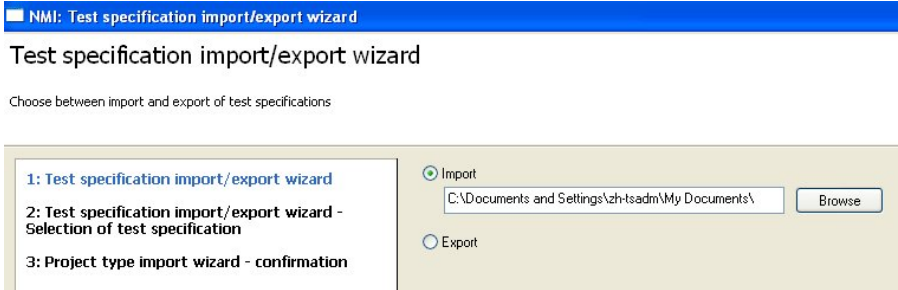 NMI: Test specification import/export wizard
Test specification import/export wizard
Choose between import and export of test specifications
1: Test specification import/export wizard
2: Test specification import/export wizard -
Selection of test specification
3: Project type import wizard - confirmation
Import
C:\Documents and Settings\zh-tsadm\My Documents\
Browse
Export